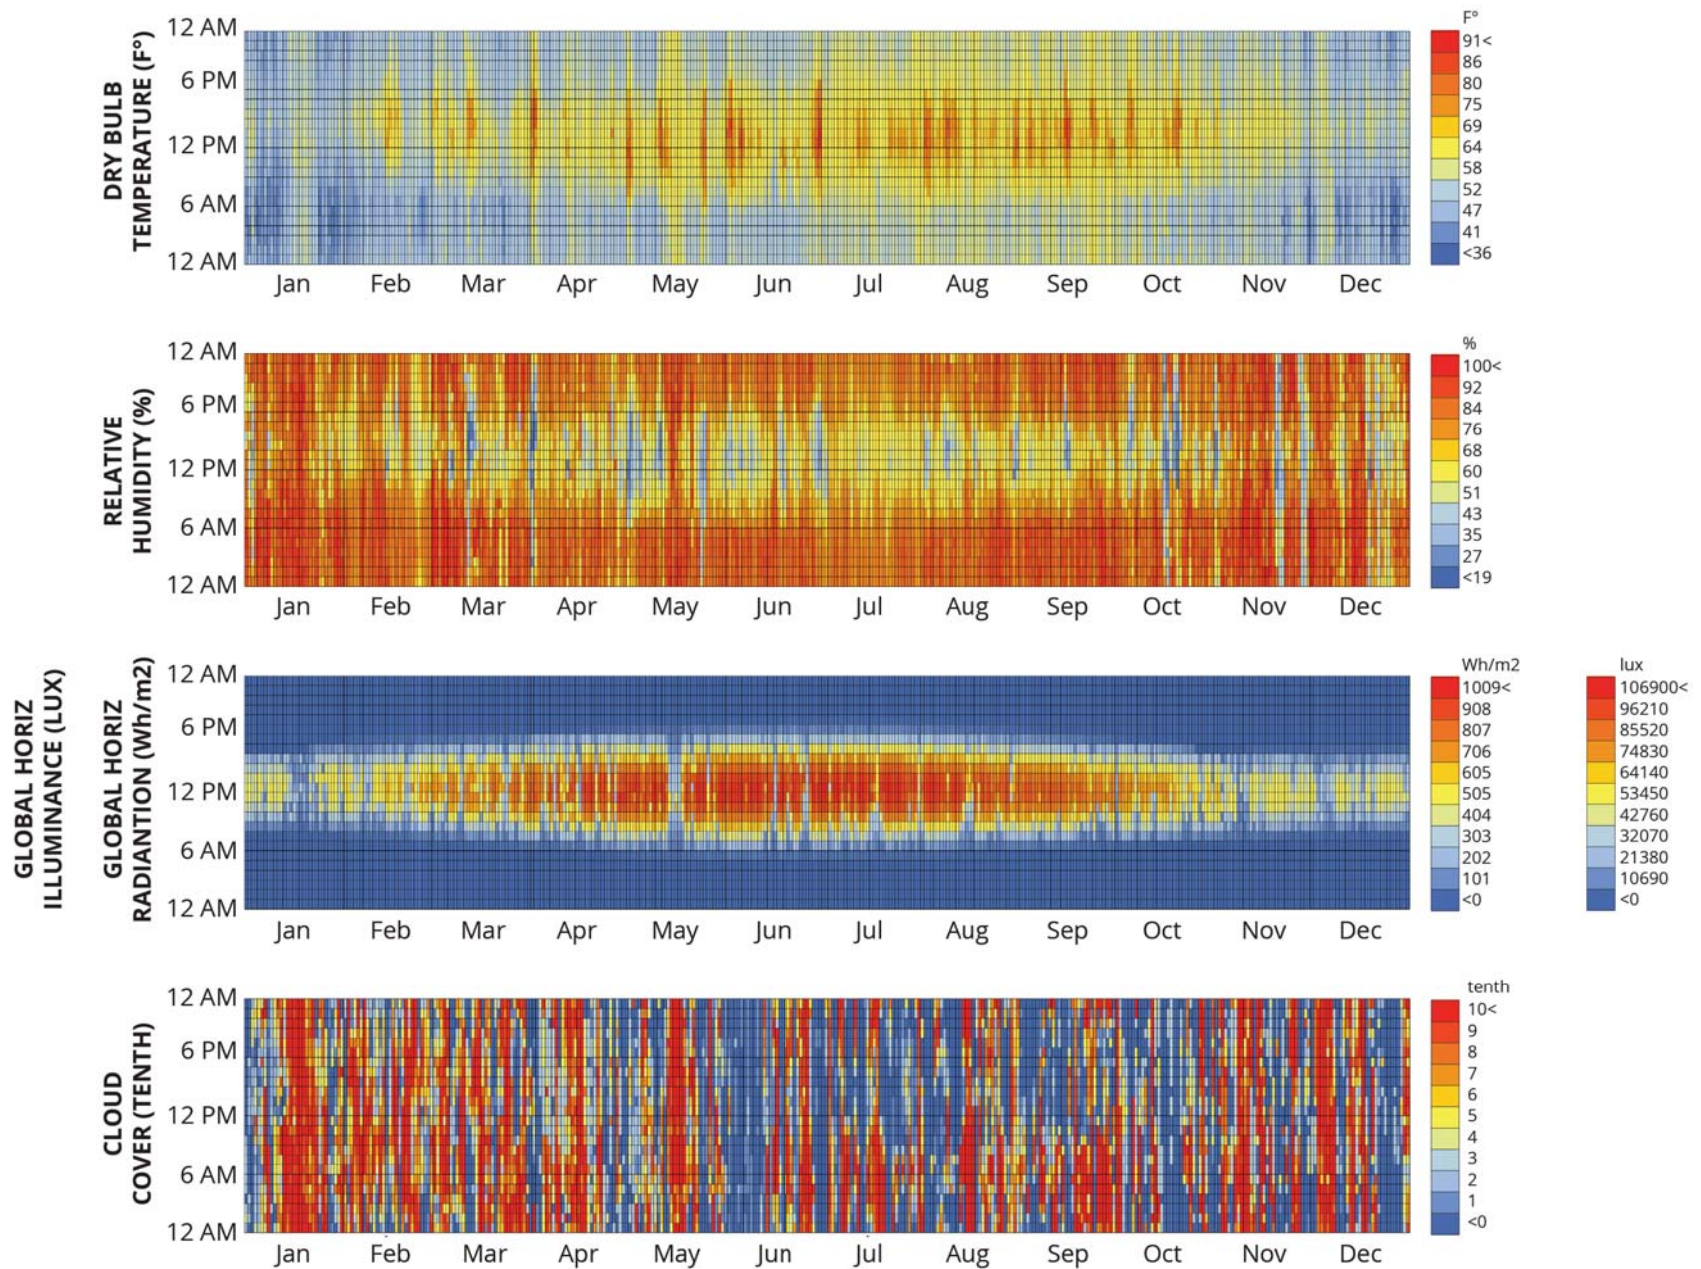 DRY BULB
TEMPERATURE (F°)
12 AM
6 PM
12 PM
6 AM
12 AM
Jan Feb Mar Apr May Jun Jul Aug Sep Oct Nov Dec
F°
91<
86
80
75
69
64
58
52
47
41
<36
RELATIVE
HUMIDITY (%)
12 AM
6 PM
12 PM
6 AM
12 AM
Jan Feb Mar Apr May Jun Jul Aug Sep Oct Nov Dec
%
100<
92
84
76
68
60
51
43
35
27
<19
GLOBAL HORIZ
ILLUMINANCE (LUX)
GLOBAL HORIZ
RADIANTION (Wh/m2)
12 AM
6 PM
12 PM
6 AM
12 AM
Jan Feb Mar Apr May Jun Jul Aug Sep Oct Nov Dec
Wh/m2
1009<
908
807
706
605
505
404
303
202
101
<0
lux
106900<
96210
85520
74830
64140
53450
42760
32070
21380
10690
<0
CLOUD
COVER (TENTH)
12 AM
6 PM
12 PM
6 AM
12 AM
Jan Feb Mar Apr May Jun Jul Aug Sep Oct Nov Dec
tenth
10<
9
8
7
6
5
4
3
2
1
<0